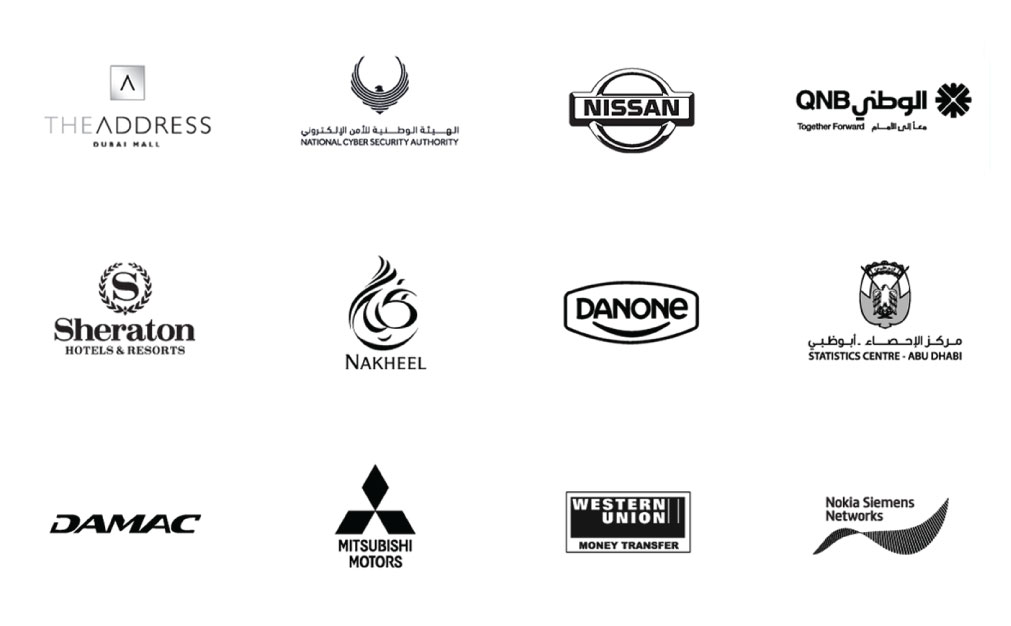 THE ADDRESS
DUBAI MALL
الهيئة الوطنية للأمن الإلكتروني
NATIONAL CYBER SECURITY AUTHORITY
NISSAN
QNB الوطني
Together Forward معاً إلى الأمام
S
Sheraton
HOTELS & RESORTS
NAKHEEL
DANONE
مركز الإحصاء - أبوظبي
STATISTICS CENTRE - ABU DHABI
DAMAC
MITSUBISHI
MOTORS
WESTERN
UNION
MONEY TRANSFER
Nokia Siemens
Networks